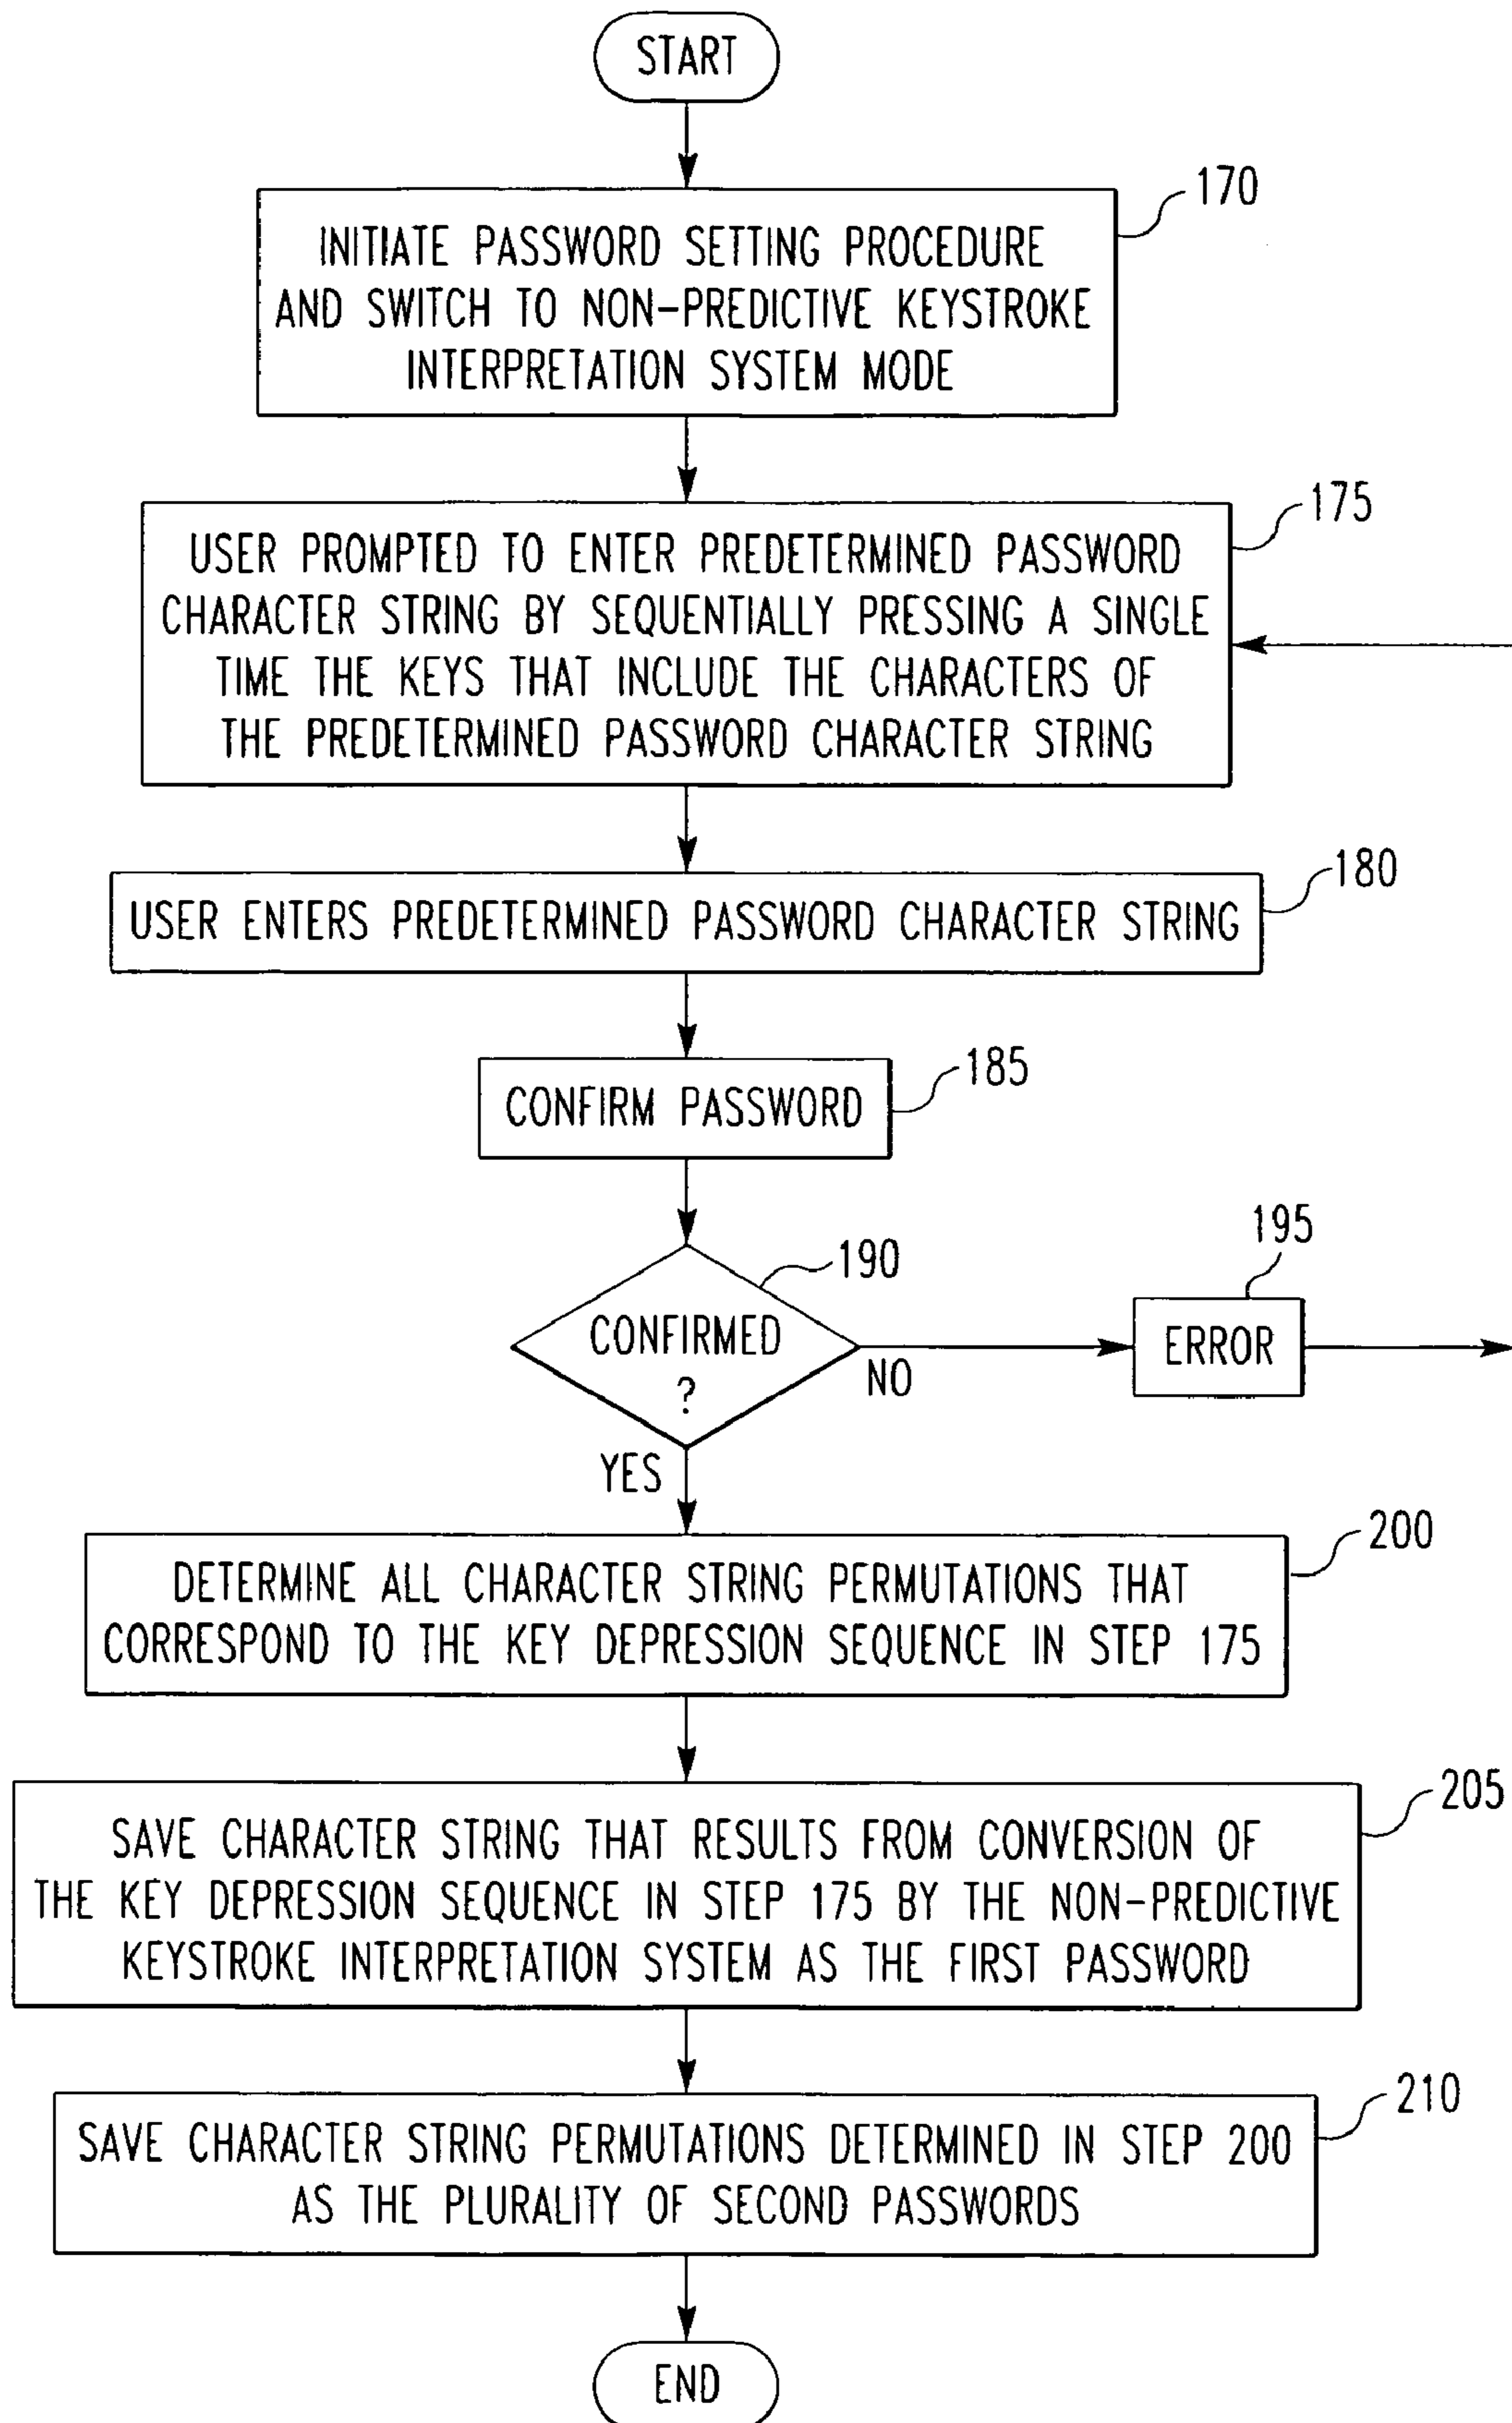 START
170
INITIATE PASSWORD SETTING PROCEDURE
AND SWITCH TO NON-PREDICTIVE KEYSTROKE
INTERPRETATION SYSTEM MODE
175
USER PROMPTED TO ENTER PREDETERMINED PASSWORD
CHARACTER STRING BY SEQUENTIALLY PRESSING A SINGLE
TIME THE KEYS THAT INCLUDE THE CHARACTERS OF
THE PREDETERMINED PASSWORD CHARACTER STRING
180
USER ENTERS PREDETERMINED PASSWORD CHARACTER STRING
185
CONFIRM PASSWORD
190
CONFIRMED
?
NO
195
ERROR
YES
200
DETERMINE ALL CHARACTER STRING PERMUTATIONS THAT
CORRESPOND TO THE KEY DEPRESSION SEQUENCE IN STEP 175
205
SAVE CHARACTER STRING THAT RESULTS FROM CONVERSION OF
THE KEY DEPRESSION SEQUENCE IN STEP 175 BY THE NON-PREDICTIVE
KEYSTROKE INTERPRETATION SYSTEM AS THE FIRST PASSWORD
210
SAVE CHARACTER STRING PERMUTATIONS DETERMINED IN STEP 200
AS THE PLURALITY OF SECOND PASSWORDS
END